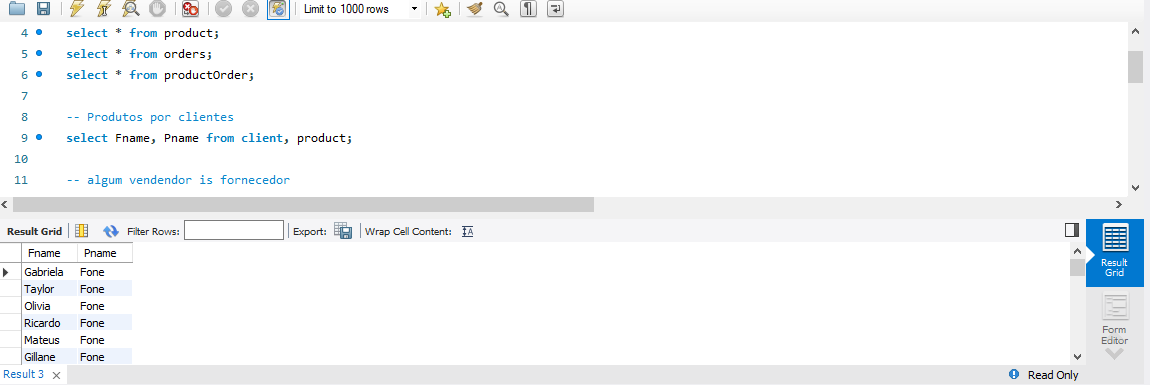 Limit to 1000 rows
4 select * from product;
5 select * from orders;
6 select * from productOrder;
7
8 -- Produtos por clientes
9 select Fname, Pname from client, product;
10
11 -- algum vendendor is fornecedor
Result Grid Filter Rows: Export: Wrap Cell Content:
Fname Pname
Gabriela Fone
Taylor Fone
Olivia Fone
Ricardo Fone
Mateus Fone
Gillane Fone
Result
Grid
Form
Editor
Result 3 Read Only